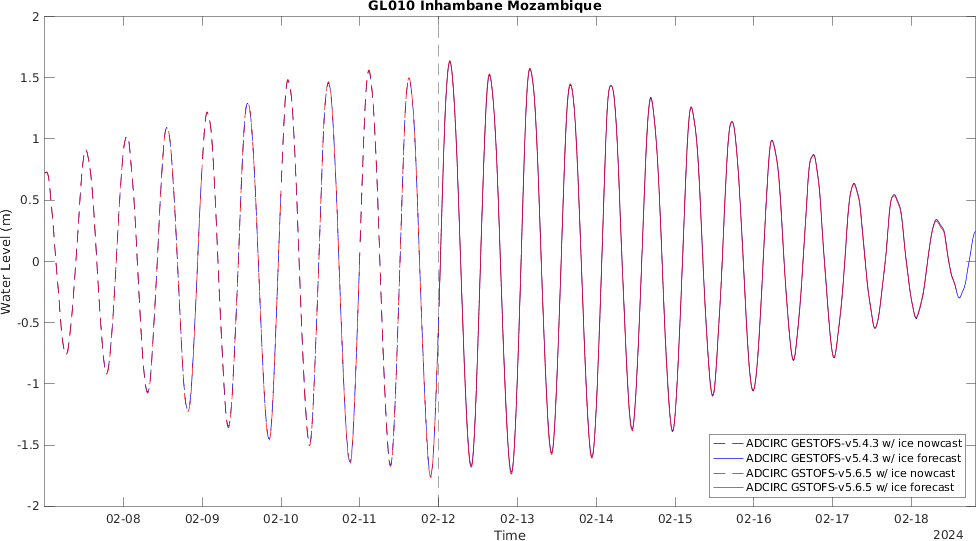 GL010 Inhambane Mozambique
2
1.5
1
0.5
0
-0.5
-1
-1.5
-2
Water Level (m)
ADCIRC GESTOFS-v5.4.3 w/ ice nowcast
ADCIRC GESTOFS-v5.4.3 w/ ice forecast
ADCIRC GSTOFS-v5.6.5 w/ ice nowcast
ADCIRC GSTOFS-v5.6.5 w/ ice forecast
02-08 02-09 02-10 02-11 02-12 02-13 02-14 02-15 02-16 02-17 02-18
Time
2024